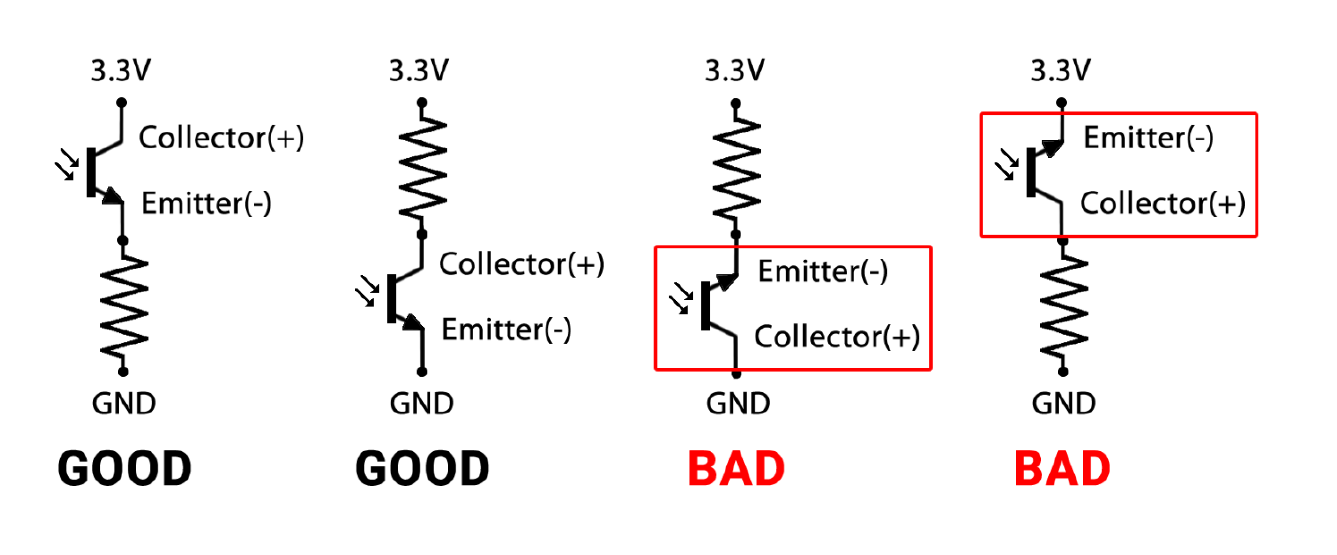 3.3V
Collector(+)
Emitter(-)
GND
GOOD
3.3V
Collector(+)
Emitter(-)
GND
GOOD
3.3V
Emitter(-)
Collector(+)
GND
BAD
3.3V
Emitter(-)
Collector(+)
GND
BAD